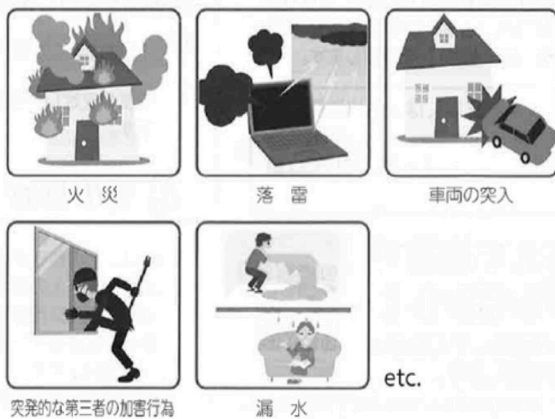 火 災
落 雷
車両の突入
突発的な第三者の加害行為
漏 水
etc.